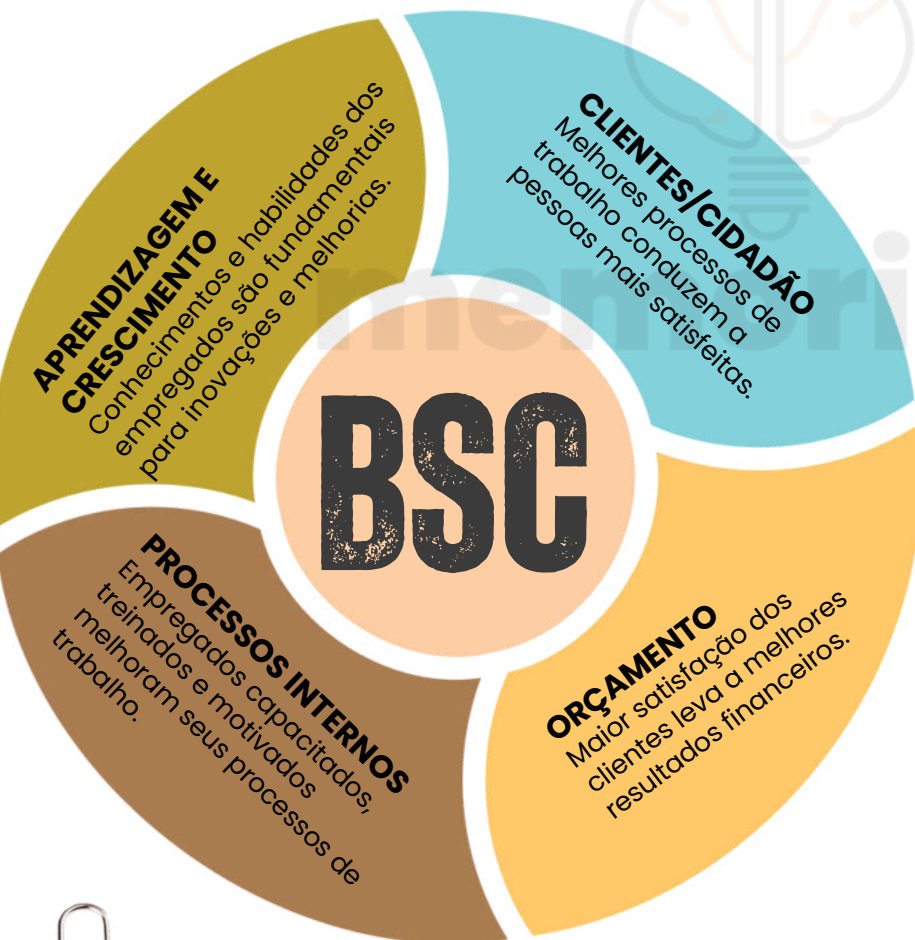 APRENDIZAGEM E
CRESCIMENTO
Conhecimentos e habilidades dos
empregados são fundamentais
para inovações e melhorias.
CLIENTES/CIDADÃO
Melhores processos de
trabalho conduzem a
pessoas mais satisfeitas.
memori
BSC
PROCESSOS INTERNOS
Empregados capacitados,
treinados e motivados
melhoram seus processos de
trabalho.
ORÇAMENTO
Maior satisfação dos
clientes leva a melhores
resultados financeiros.